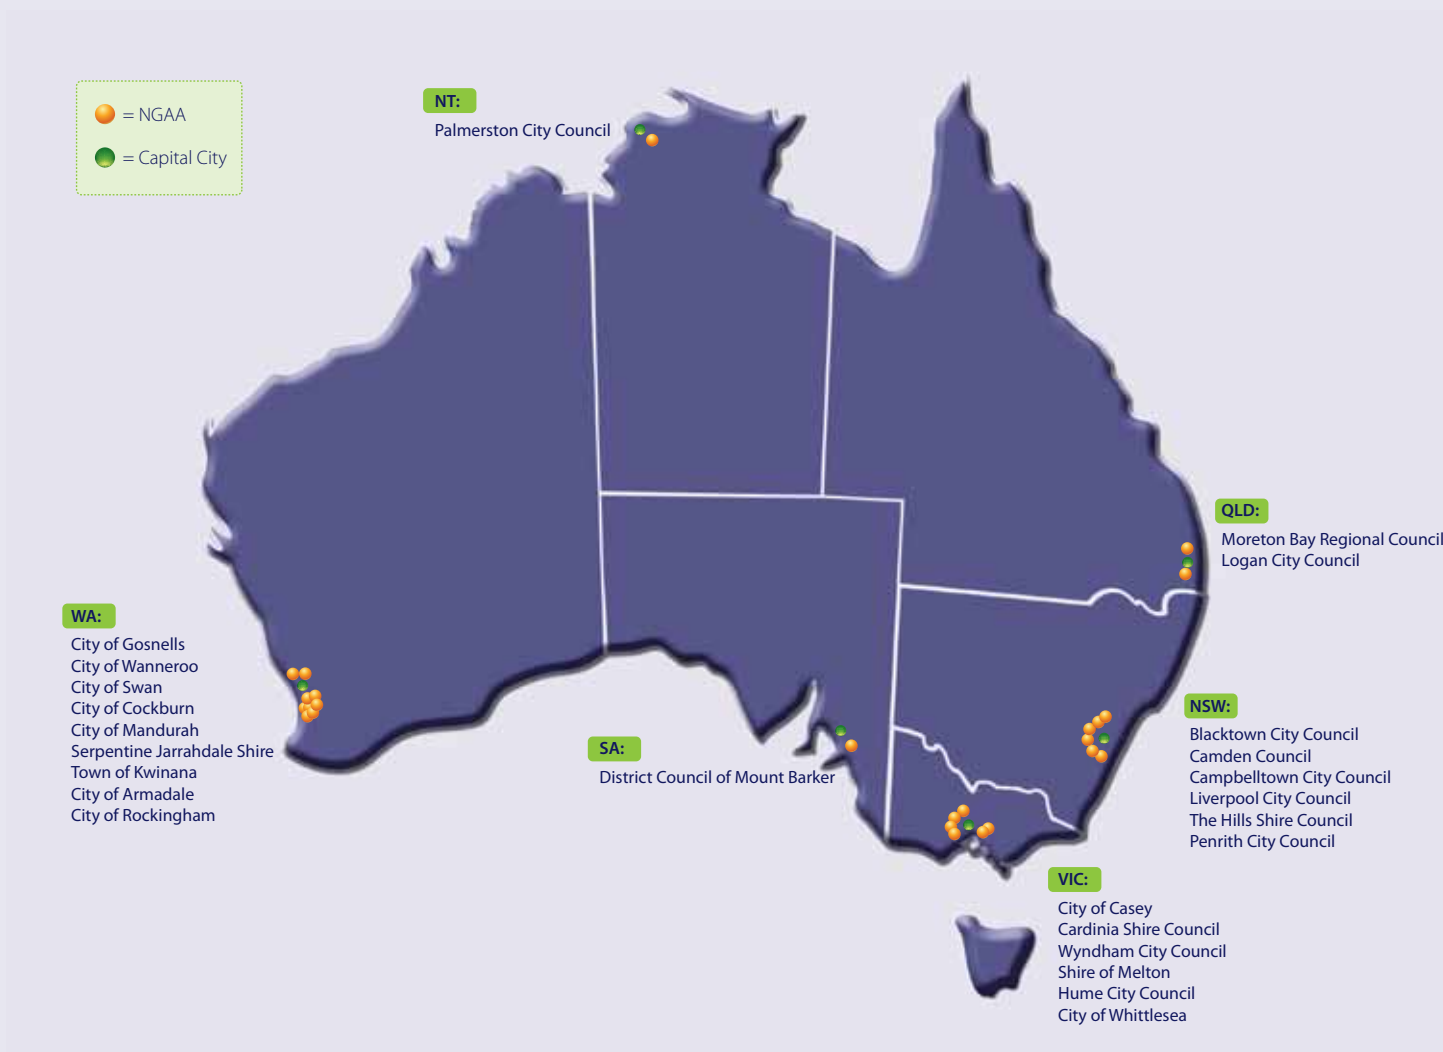 = NGAA
= Capital City
NT:
Palmerston City Council
QLD:
Moreton Bay Regional Council
Logan City Council
WA:
City of Gosnells
City of Wanneroo
City of Swan
City of Cockburn
City of Mandurah
Serpentine Jarrahdale Shire
Town of Kwinana
City of Armadale
City of Rockingham
SA:
District Council of Mount Barker
NSW:
Blacktown City Council
Camden Council
Campbelltown City Council
Liverpool City Council
The Hills Shire Council
Penrith City Council
VIC:
City of Casey
Cardinia Shire Council
Wyndham City Council
Shire of Melton
Hume City Council
City of Whittlesea